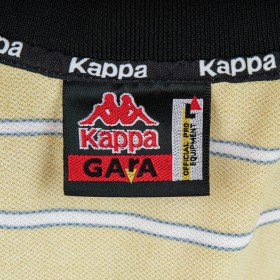 Kappa Kappa Kappa
Kappa
GARA
L
OFFICIAL PRO
EQUIPMENT